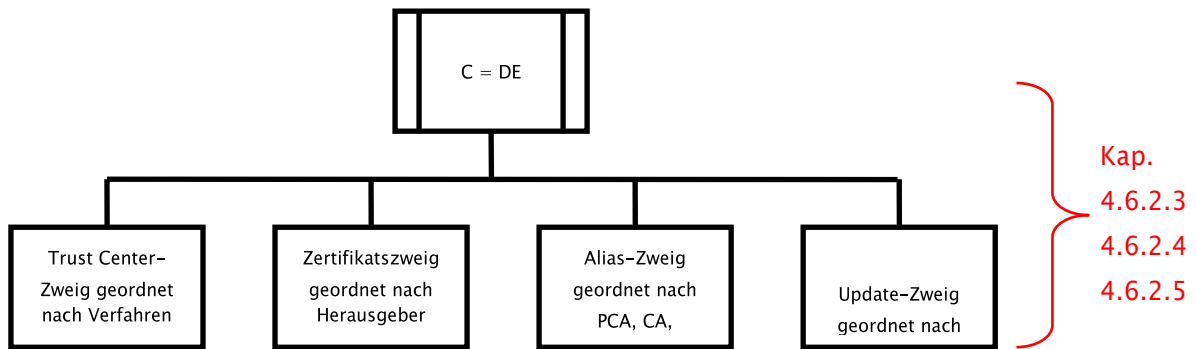 C = DE
Trust Center-
Zweig geordnet
nach Verfahren
Zertifikatszweig
geordnet nach
Herausgeber
Alias-Zweig
geordnet nach
PCA, CA,
Update-Zweig
geordnet nach
Kap.
4.6.2.3
4.6.2.4
4.6.2.5